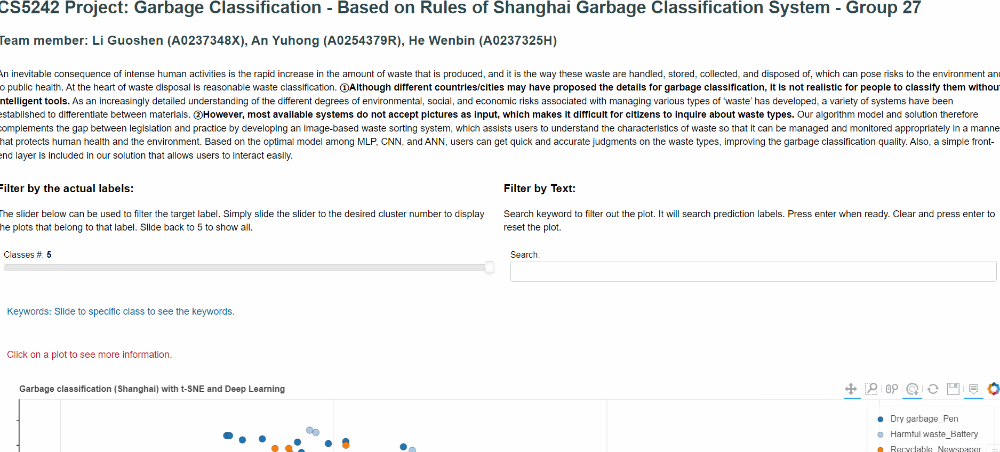 CS5242 Project: Garbage Classification - Based on Rules of Shanghai Garbage Classification System - Group 27
Team member: Li Guoshen (A0237348X), An Yuhong (A0254379R), He Wenbin (A0237325H)
An inevitable consequence of intense human activities is the rapid increase in the amount of waste that is produced, and it is the way these waste are handled, stored, collected, and disposed of, which can pose risks to the environment and
to public health. At the heart of waste disposal is reasonable waste classification. ①Although different countries/cities may have proposed the details for garbage classification, it is not realistic for people to classify them without
intelligent tools. As an increasingly detailed understanding of the different degrees of environmental, social, and economic risks associated with managing various types of ‘waste’ has developed, a variety of systems have been
established to differentiate between materials. ②However, most available systems do not accept pictures as input, which makes it difficult for citizens to inquire about waste types. Our algorithm model and solution therefore
complements the gap between legislation and practice by developing an image-based waste sorting system, which assists users to understand the characteristics of waste so that it can be managed and monitored appropriately in a manne
that protects human health and the environment. Based on the optimal model among MLP, CNN, and ANN, users can get quick and accurate judgments on the waste types, improving the garbage classification quality. Also, a simple front-
end layer is included in our solution that allows users to interact easily.
Filter by the actual labels:
The slider below can be used to filter the target label. Simply slide the slider to the desired cluster number to display
the plots that belong to that label. Slide back to 5 to show all.
Classes #: 5
Filter by Text:
Search keyword to filter out the plot. It will search prediction labels. Press enter when ready. Clear and press enter to
reset the plot.
Search:
Keywords: Slide to specific class to see the keywords.
Click on a plot to see more information.
Garbage classification (Shanghai) with t-SNE and Deep Learning
Dry garbage_Pen
Harmful waste_Battery
Recyclable_Newspaper